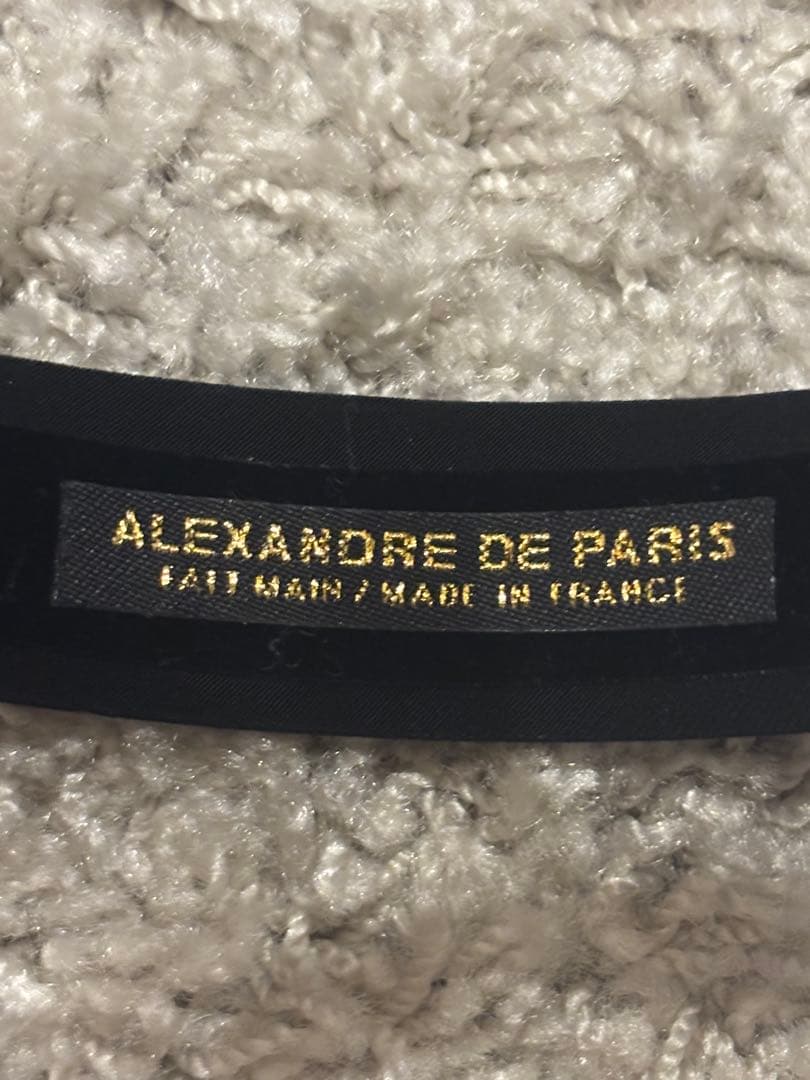 ALEXANDRE DE PARIS
FAIT MAIN / MADE IN FRANCE